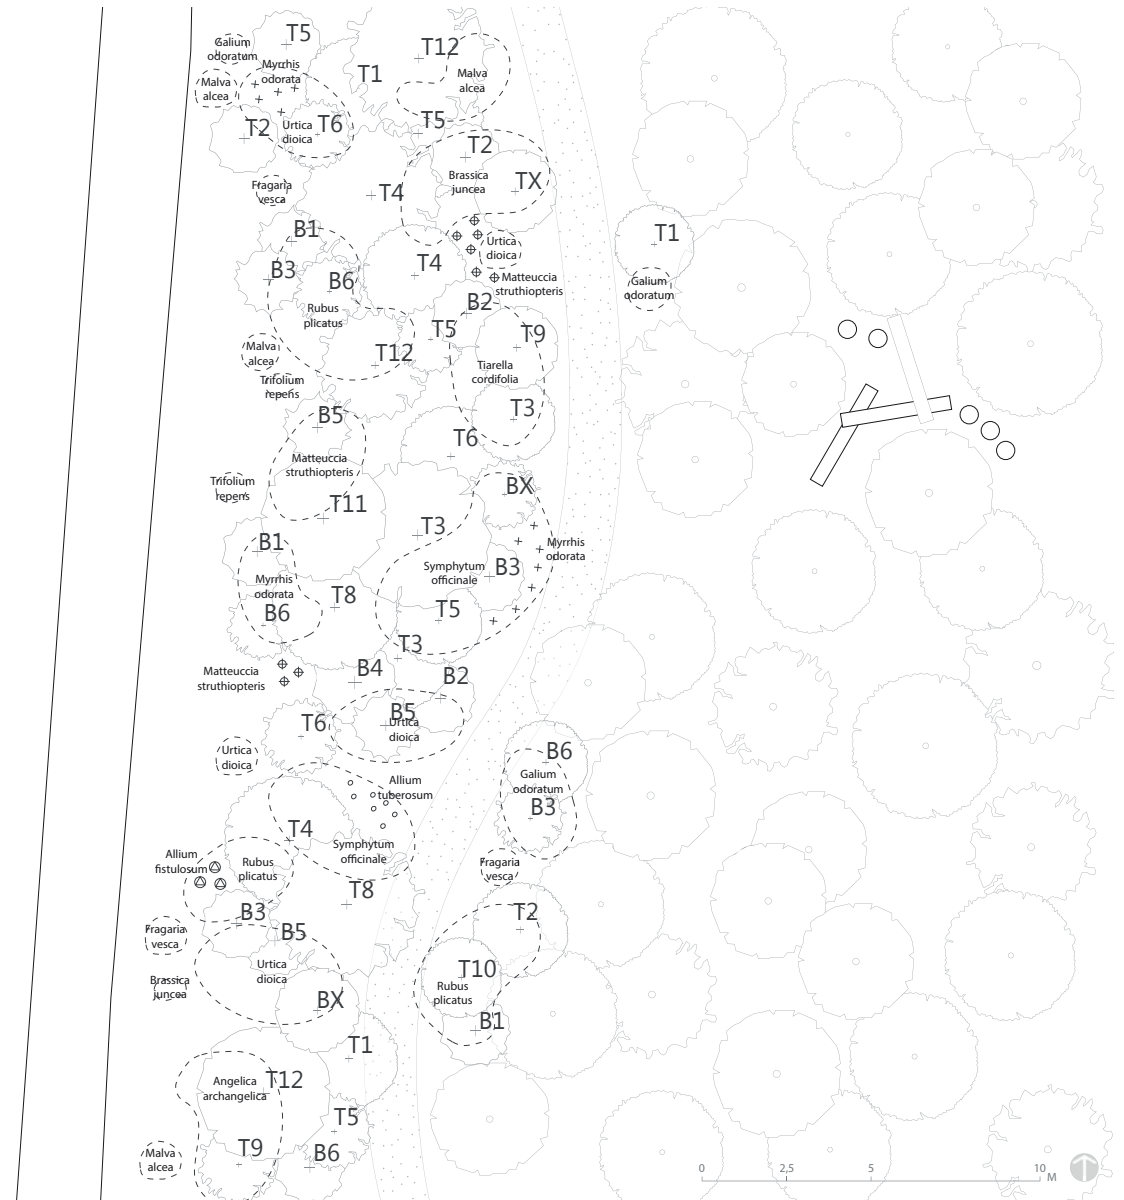 T5
T12
Galium
odoratum
Myrrhis
odorata
T1
Malva
alcea
Malva
alcea
T2
Urtica
dioica
T6
T5
T2
Brassica
juncea
TX
Fragaria
vesca
T4
B1
T1
Urtica
dioica
B3
B6
T4
Matteuccia
struthiopteris
Galium
odoratum
Rubus
plicatus
B2
T5
T9
Malva
alcea
T12
Tiarella
cordifolia
Trifolium
repens
B5
T3
T6
Matteuccia
struthiopteris
Trifolium
repens
BX
T11
T3
B1
Myrrhis
odorata
Symphytum
officinale
B3
Myrrhis
odorata
T8
B6
T5
T3
Matteuccia
struthiopteris
B4
B2
T6
B5
Urtica
dioica
Urtica
dioica
B6
Galium
odoratum
Allium
tuberosum
B3
T4
Symphytum
officinale
Allium
fistulosum
Rubus
plicatus
Fragaria
vesca
T8
B3
B5
T2
Fragaria
vesca
Urtica
dioica
T10
Rubus
plicatus
Brassica
juncea
BX
B1
T1
Angelica
archangelica
T12
T5
T9
B6
Malva
alcea
0
2,5
5
10
M